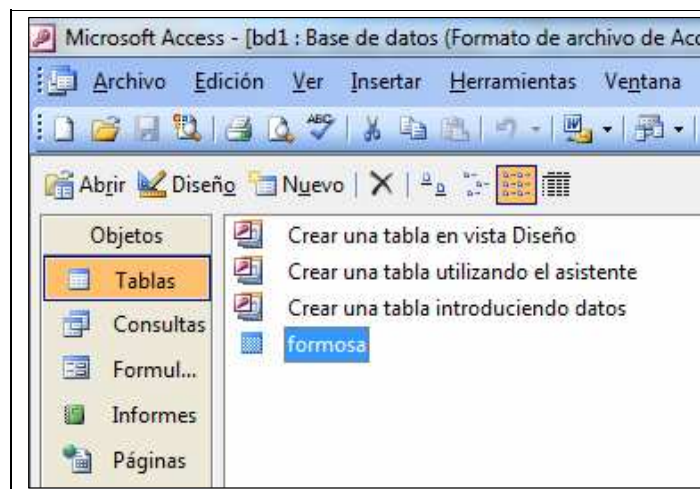 Microsoft Access - [bd1 : Base de datos (Formato de archivo de Acc
Archivo Edición Ver Insertar Herramientas Ventana
ABC
Abrir Diseño Nuevo
Objetos
Tablas
Consultas
Formul...
Informes
Páginas
Crear una tabla en vista Diseño
Crear una tabla utilizando el asistente
Crear una tabla introduciendo datos
formosa